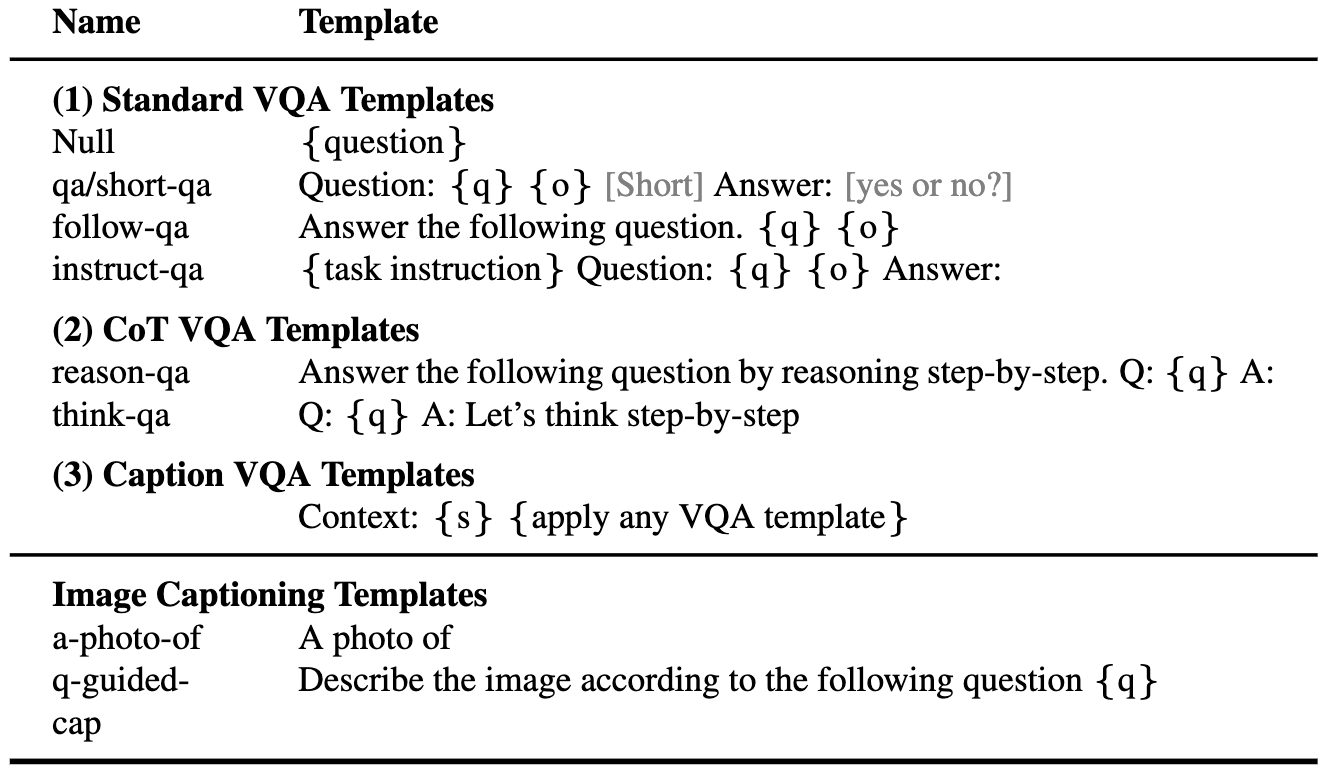 Name Template
(1) Standard VQA Templates
Null {question}
qa/short-qa Question: {q} {o} [Short] Answer: [yes or no?]
follow-qa Answer the following question. {q} {o}
instruct-qa {task instruction} Question: {q} {o} Answer:
(2) CoT VQA Templates
reason-qa Answer the following question by reasoning step-by-step. Q: {q} A:
think-qa Q: {q} A: Let’s think step-by-step
(3) Caption VQA Templates
Context: {s} {apply any VQA template}
Image Captioning Templates
a-photo-of A photo of
q-guided- Describe the image according to the following question {q}
cap